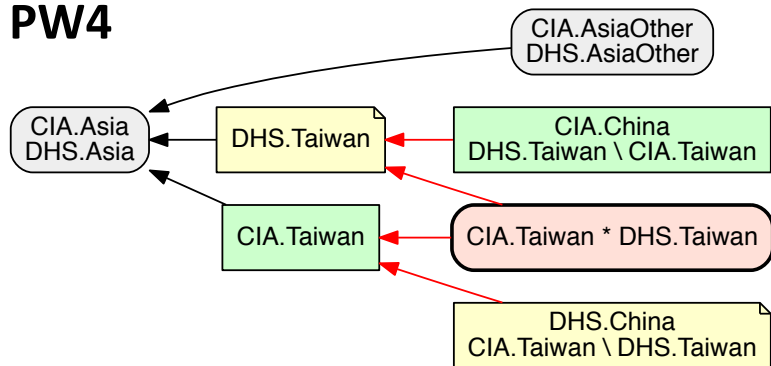 PW4
CIA.AsiaOther
DHS.AsiaOther
CIA.Asia
DHS.Asia
DHS.Taiwan
CIA.China
DHS.Taiwan \ CIA.Taiwan
CIA.Taiwan
CIA.Taiwan * DHS.Taiwan
DHS.China
CIA.Taiwan \ DHS.Taiwan